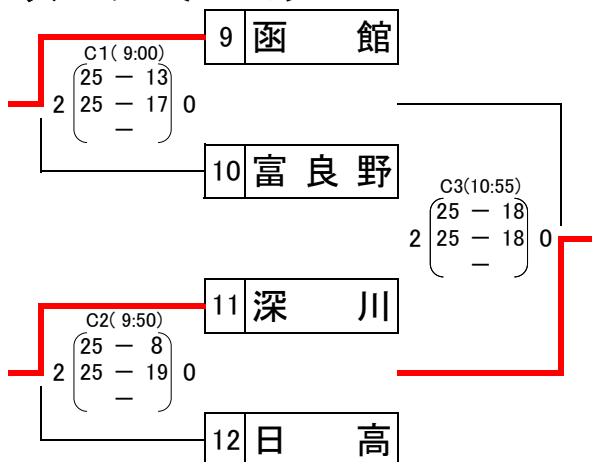 9 函 館
C1( 9:00)
25 － 13
2 25 － 17 0
－
10 富 良 野
C3(10:55)
25 － 18
2 25 － 18 0
－
11 深 川
C2( 9:50)
25 － 8
2 25 － 19 0
－
12 日 高